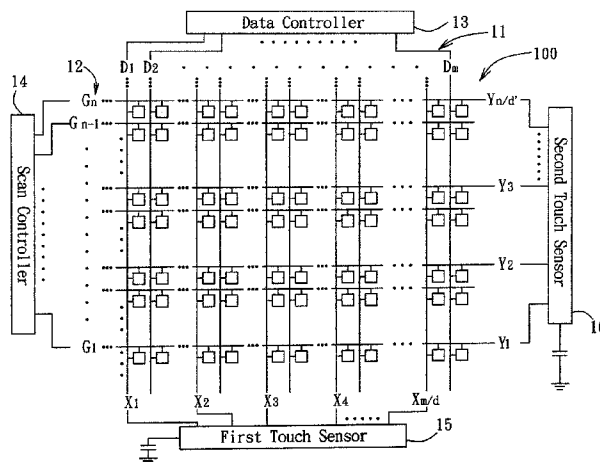 Data Controller
13
11
100
14
12
D1 D2 Dm
Gn
Yn/d'
Gn-1
Scan Controller
Y3
Second Touch Sensor
Y2
G1
Y1
X1 X2 X3 X4 Xm/d
First Touch Sensor
15